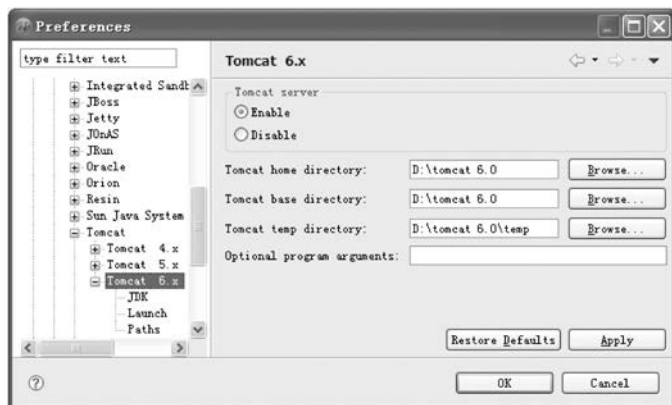 Preferences
type filter text
Integrated Sandb
JBoss
Jetty
JOnAS
JRun
Oracle
Orion
Resin
Sun Java System
Tomcat
Tomcat 4.x
Tomcat 5.x
Tomcat 6.x
JDK
Launch
Paths
Tomcat 6.x
Tomcat server
Enable
Disable
Tomcat home directory: D:\tomcat 6.0 Browse...
Tomcat base directory: D:\tomcat 6.0 Browse...
Tomcat temp directory: D:\tomcat 6.0\temp Browse...
Optional program arguments:
Restore Defaults Apply
? OK Cancel